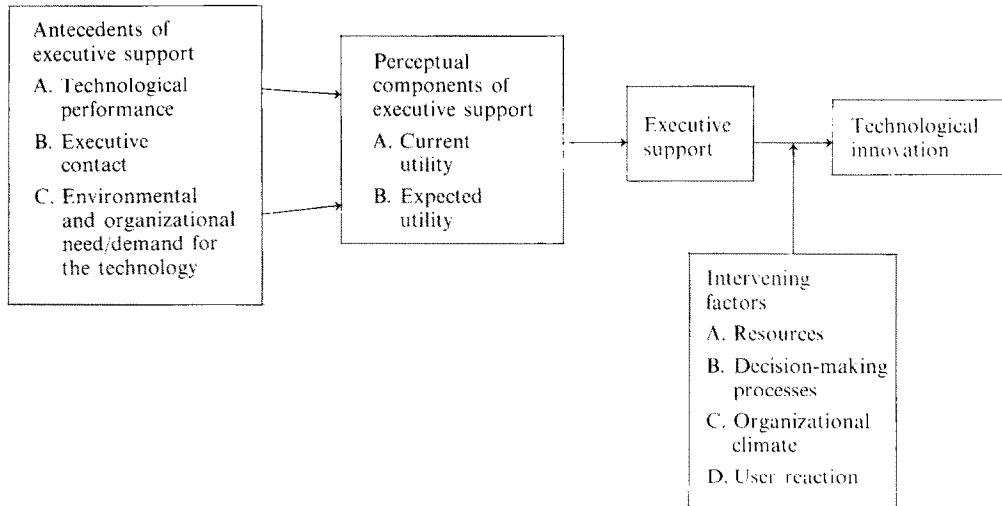 Antecedents of
executive support
A. Technological
performance
B. Executive
contact
C. Environmental
and organizational
need/demand for
the technology
Perceptual
components of
executive support
A. Current
utility
B. Expected
utility
Executive
support
Technological
innovation
Intervening
factors
A. Resources
B. Decision-making
processes
C. Organizational
climate
D. User reaction